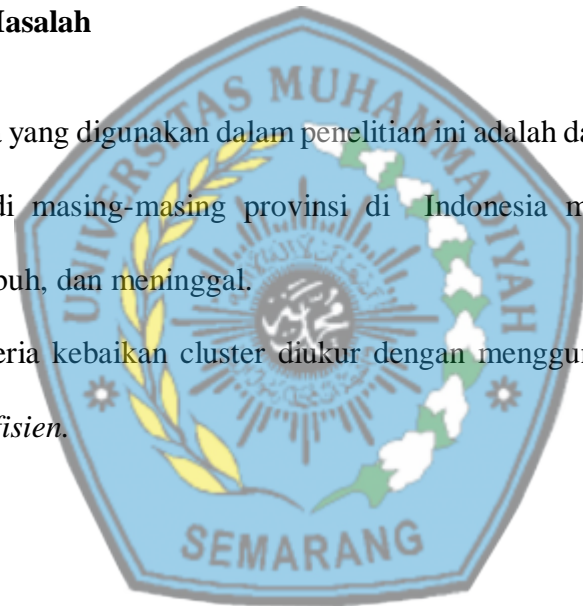 Masalah
yang digunakan dalam penelitian ini adalah da
di masing-masing provinsi di Indonesia m
buh, dan meninggal.
eria kebaikan cluster diukur dengan menggun
fisien.
UNIVERSITAS MUHAMMADIYAH
SEMARANG